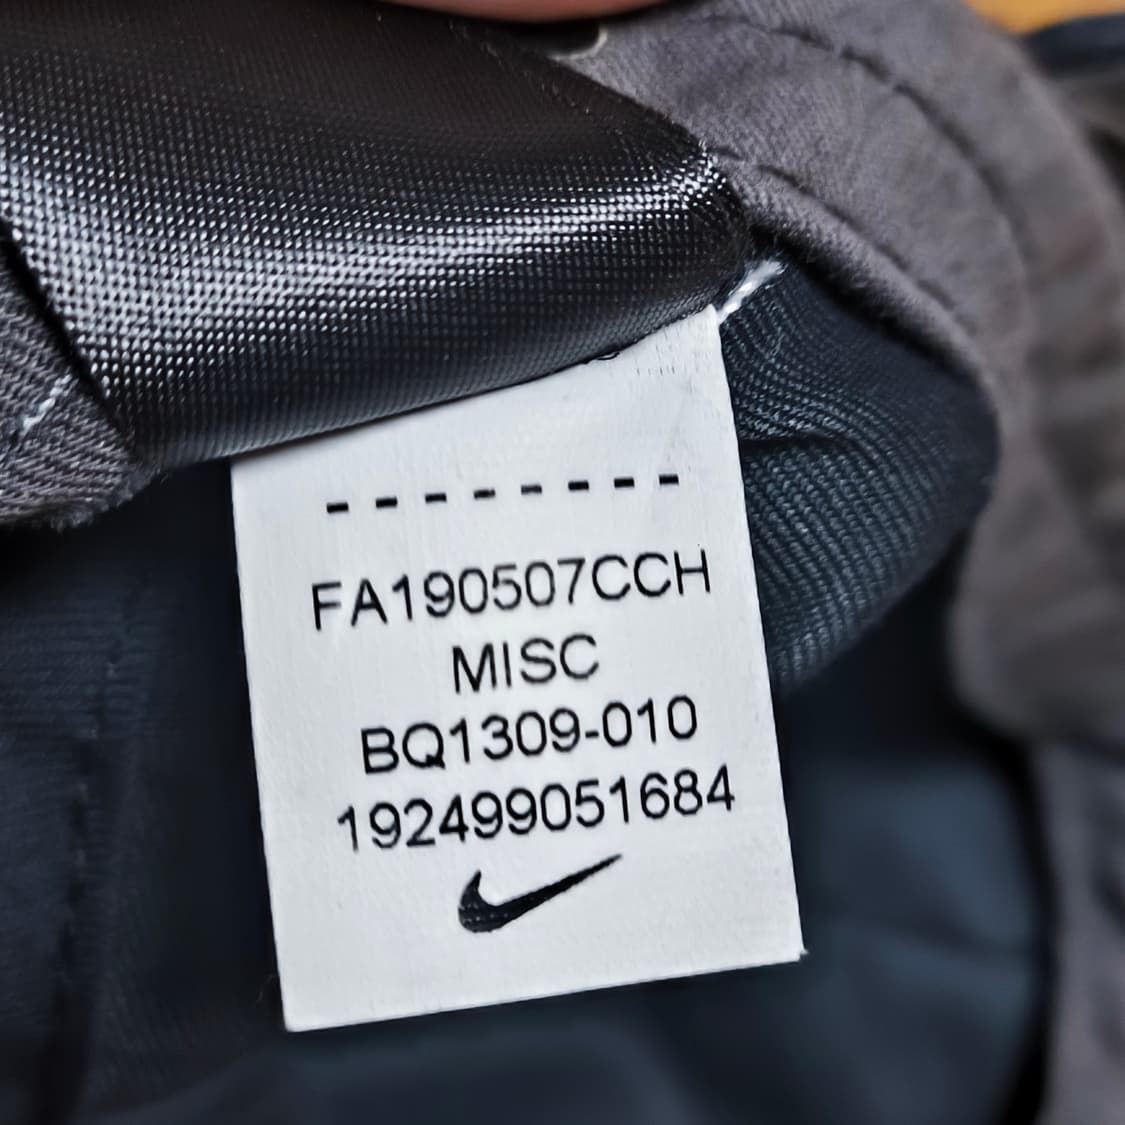 --------
FA190507CCH
MISC
BQ1309-010
192499051684